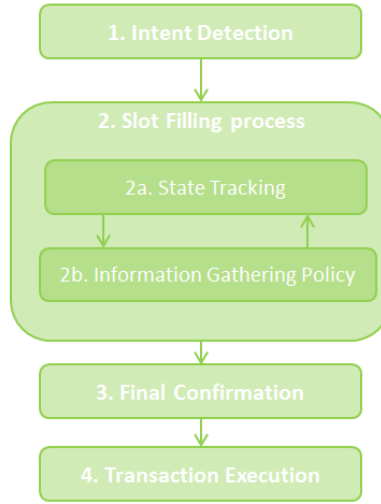 1. Intent Detection
2. Slot Filling process
2a. State Tracking
2b. Information Gathering Policy
3. Final Confirmation
4. Transaction Execution